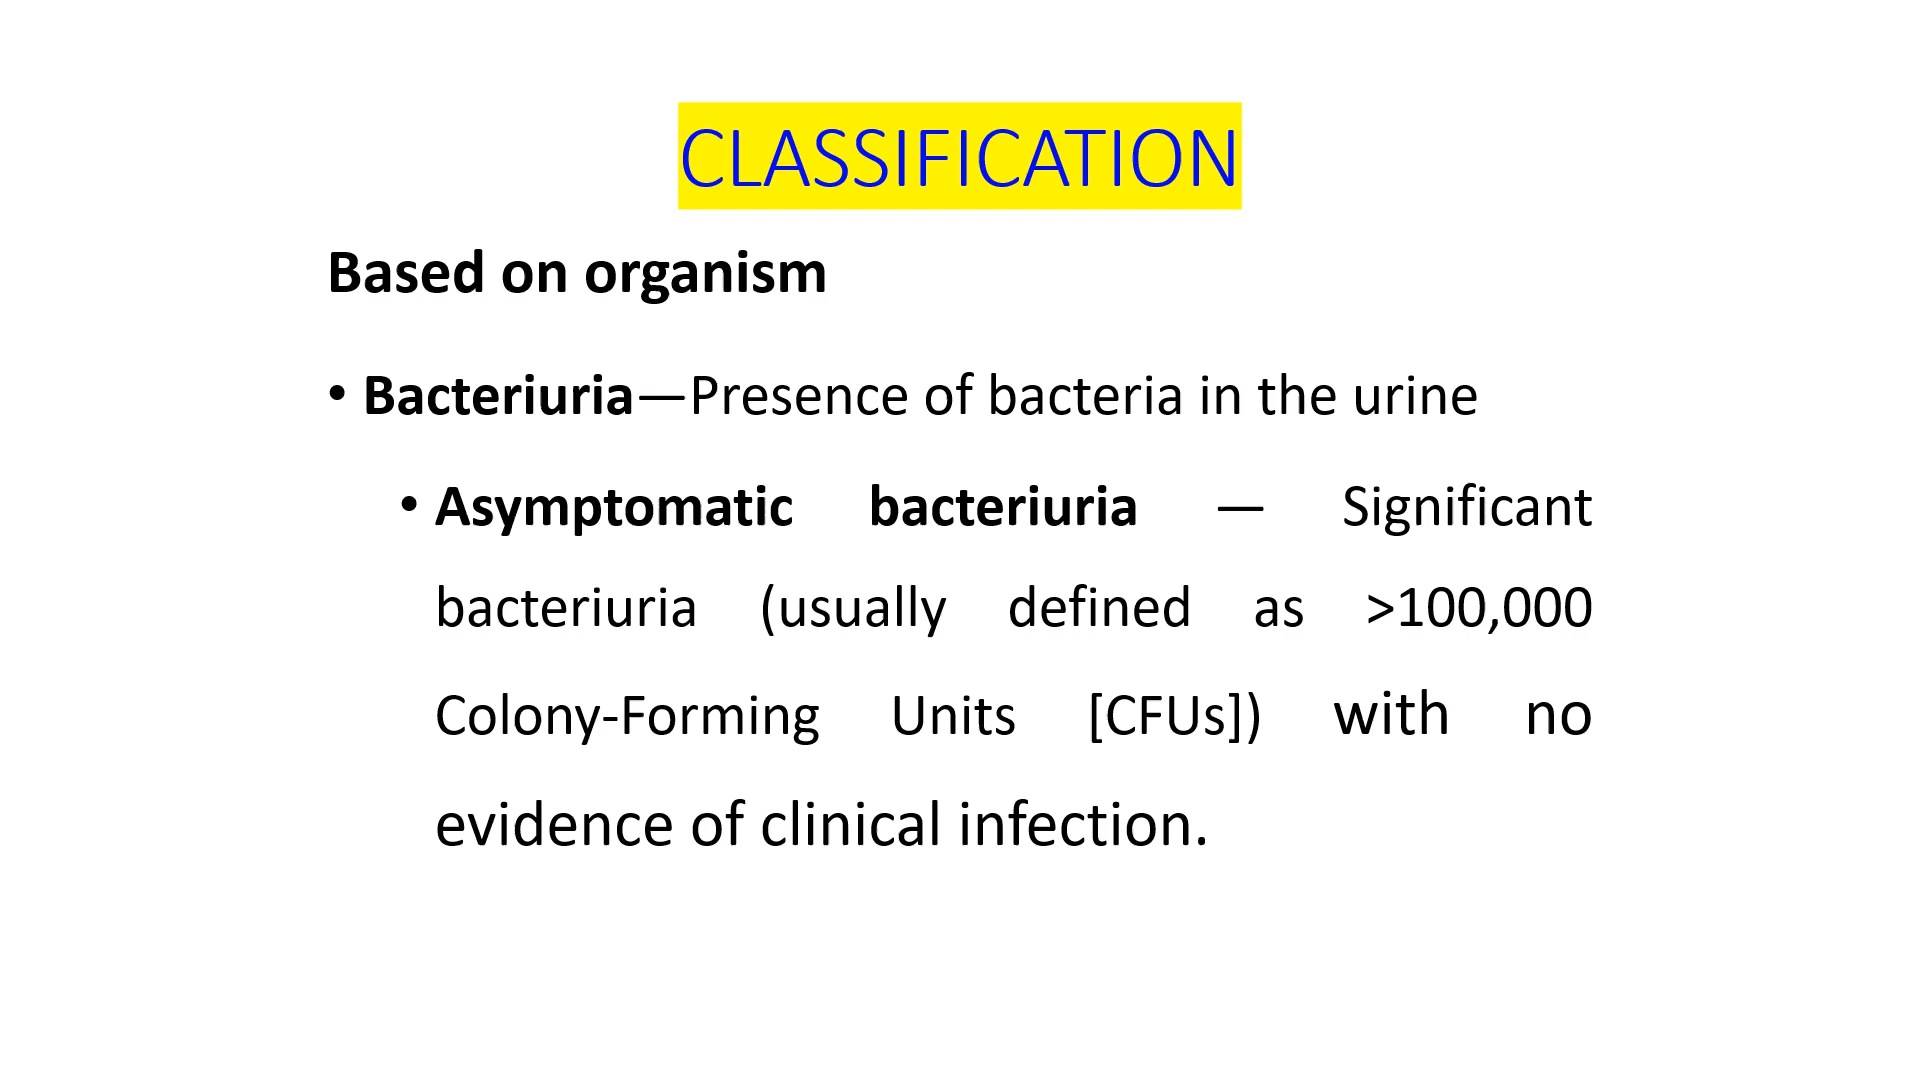 CLASSIFICATION
Based on organism
• Bacteriuria—Presence of bacteria in the urine
• Asymptomatic bacteriuria — Significant
bacteriuria (usually defined as >100,000
Colony-Forming Units [CFUs]) with no
evidence of clinical infection.